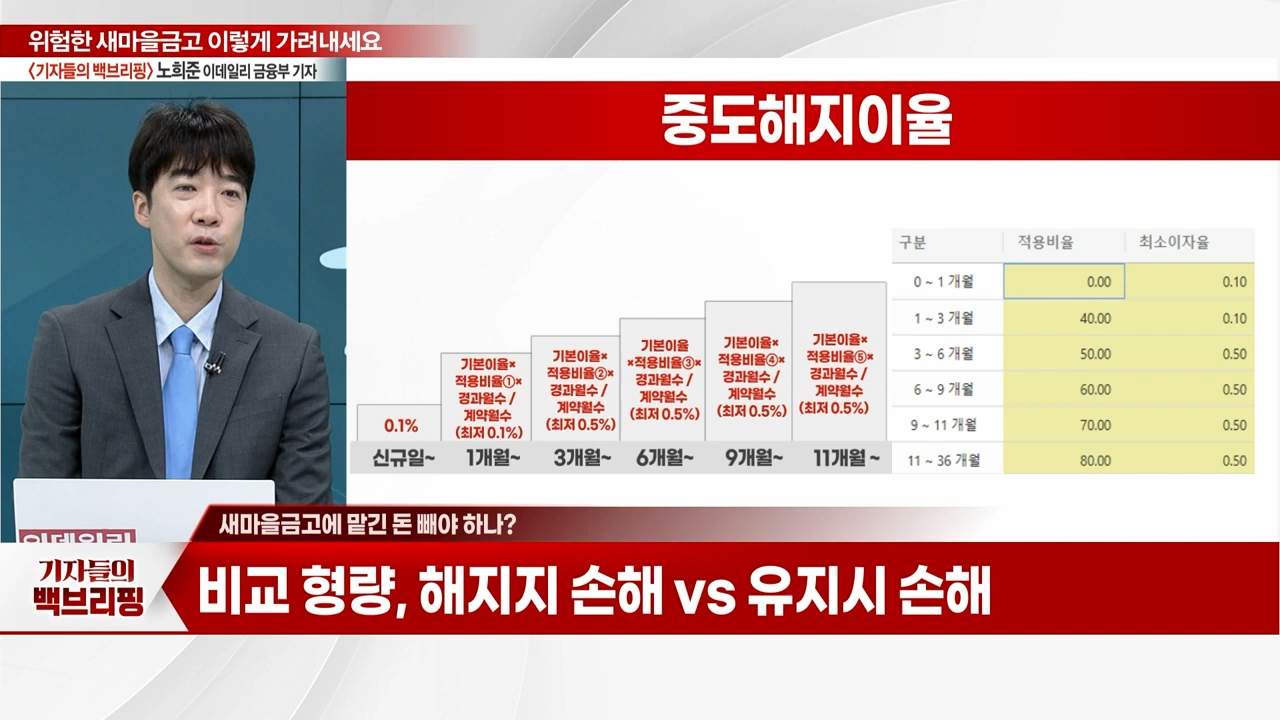 위험한 새마을금고 이렇게 가려내세요
<기자들의 백브리핑> 노희준 이데일리 금융부 기자
중도해지이율
0.1%
기본이율×
적용비율①×
경과월수 /
계약월수
(최저 0.1%)
기본이율×
적용비율②×
경과월수 /
계약월수
(최저 0.5%)
기본이율
×적용비율③×
경과월수 /
계약월수
(최저 0.5%)
기본이율×
적용비율④×
경과월수 /
계약월수
(최저 0.5%)
기본이율×
적용비율⑤×
경과월수 /
계약월수
(최저 0.5%)
신규일~ 1개월~ 3개월~ 6개월~ 9개월~ 11개월 ~
구분 적용비율 최소이자율
0 ~ 1 개월 0.00 0.10
1 ~ 3 개월 40.00 0.10
3 ~ 6 개월 50.00 0.50
6 ~ 9 개월 60.00 0.50
9 ~ 11 개월 70.00 0.50
11 ~ 36 개월 80.00 0.50
새마을금고에 맡긴 돈 빼야 하나?
기자들의
백브리핑
비교 형량, 해지지 손해 vs 유지시 손해